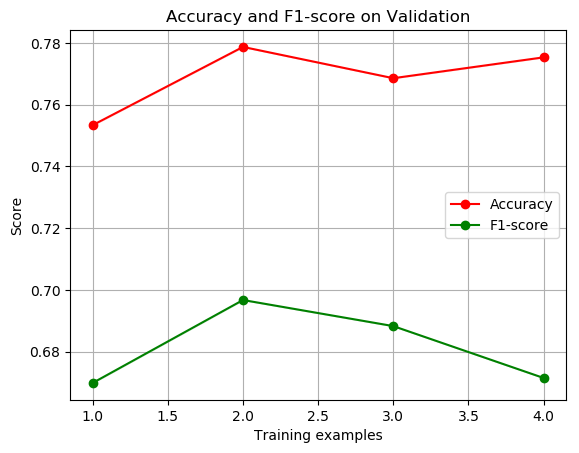 Accuracy and F1-score on Validation
0.78
0.76
0.74
0.72
0.70
0.68
Score
Accuracy
F1-score
1.0 1.5 2.0 2.5 3.0 3.5 4.0
Training examples